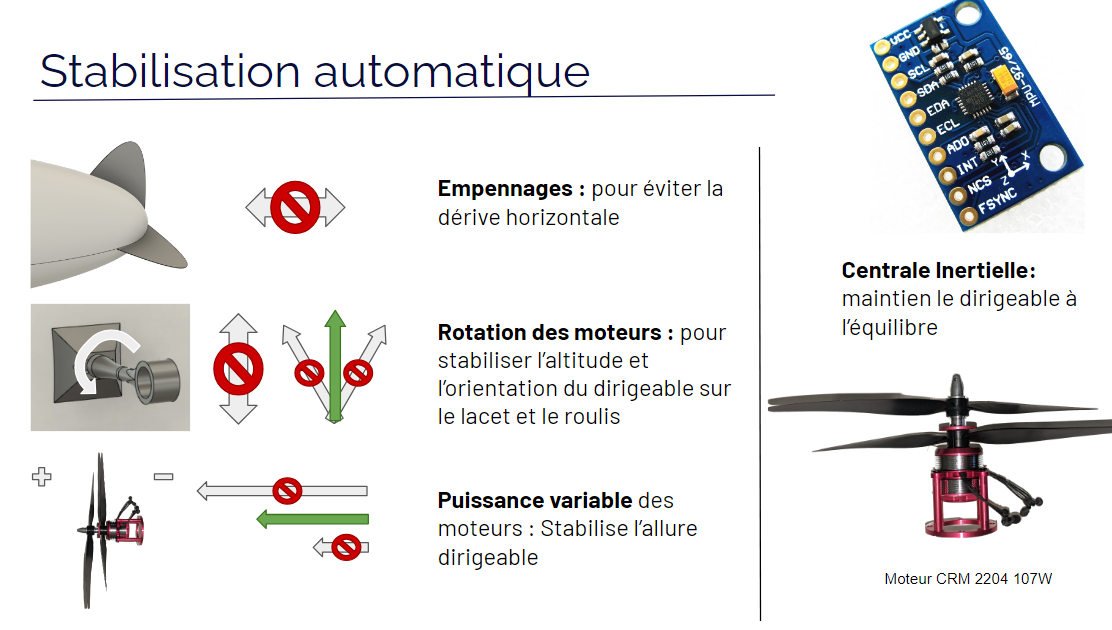 Stabilisation automatique
Empennages : pour éviter la
dérive horizontale
Rotation des moteurs : pour
stabiliser l’altitude et
l’orientation du dirigeable sur
le lacet et le roulis
Puissance variable des
moteurs : Stabilise l’allure
dirigeable
VCC
GND
SCL
SDA
EDA
ECL
ADO
INT
NCS
FSYNC
MPU-92/65
Y
X
Z
Centrale Inertielle:
maintien le dirigeable à
l’équilibre
Moteur CRM 2204 107W